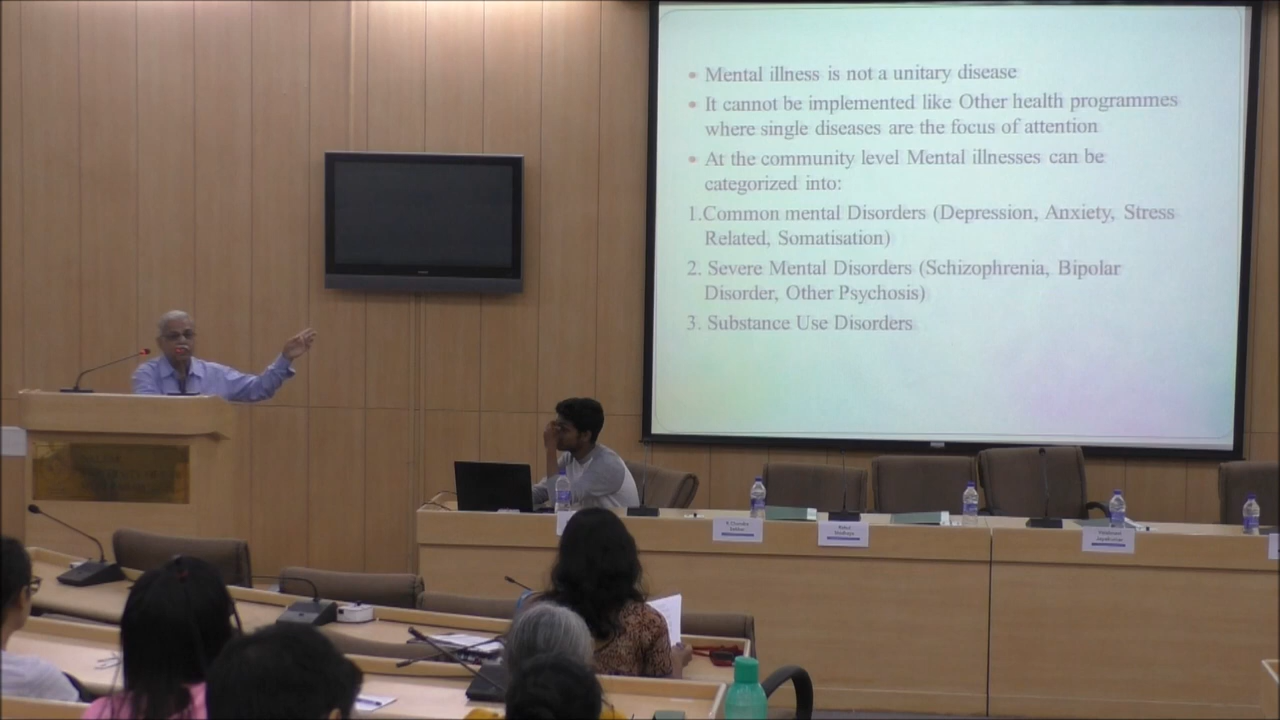 • Mental illness is not a unitary disease
• It cannot be implemented like Other health programmes
where single diseases are the focus of attention
• At the community level Mental illnesses can be
categorized into:
1.Common mental Disorders (Depression, Anxiety, Stress
Related, Somatisation)
2. Severe Mental Disorders (Schizophrenia, Bipolar
Disorder, Other Psychosis)
3. Substance Use Disorders